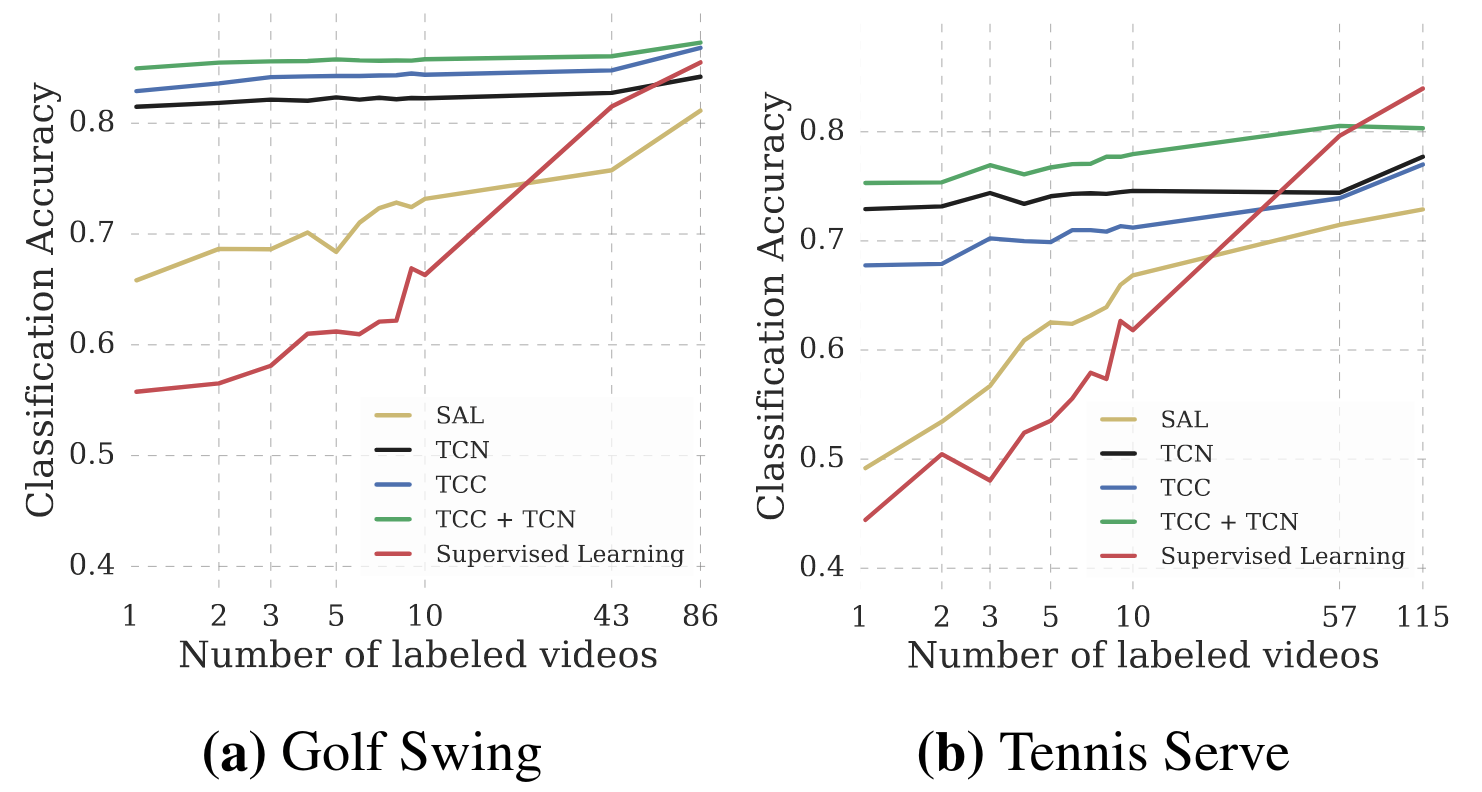 Classification Accuracy
0.8
0.7
0.6
0.5
0.4
SAL
TCN
TCC
TCC + TCN
Supervised Learning
1 2 3 5 10 43 86
Number of labeled videos
(a) Golf Swing
Classification Accuracy
0.8
0.7
0.6
0.5
0.4
SAL
TCN
TCC
TCC + TCN
Supervised Learning
1 2 3 5 10 57 115
Number of labeled videos
(b) Tennis Serve